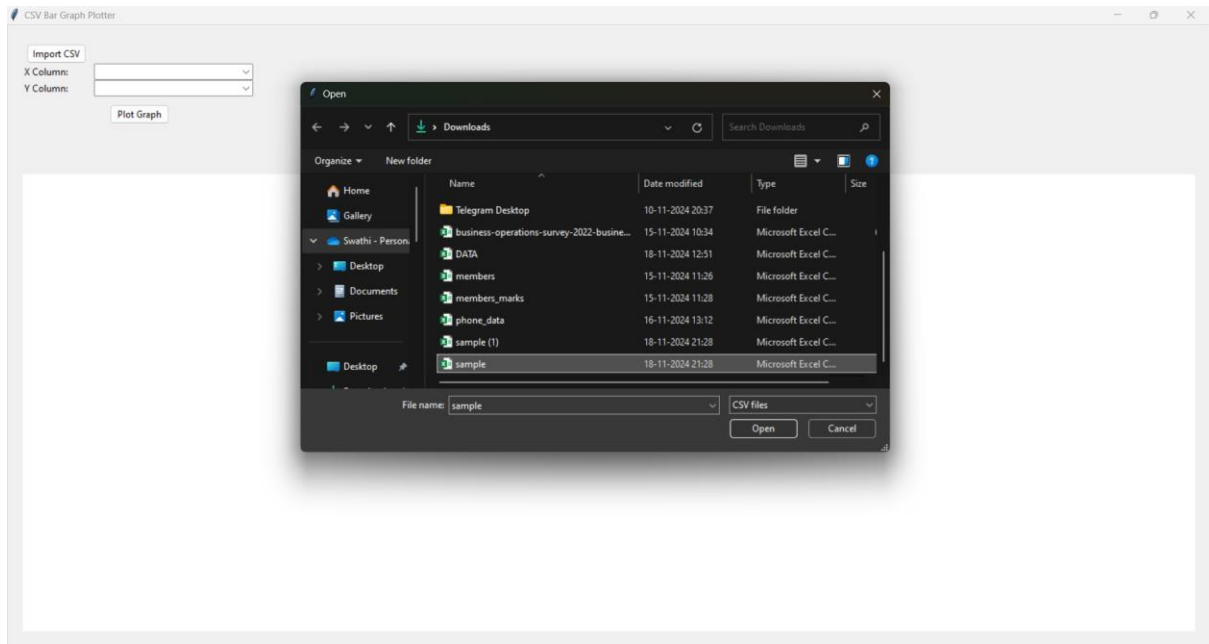 CSV Bar Graph Plotter
Import CSV
X Column:
Y Column:
Plot Graph
Open
Downloads
Search Downloads
Organize
New folder
Home
Gallery
Swathi - Person
Desktop
Documents
Pictures
Desktop
Name Date modified Type Size
Telegram Desktop 10-11-2024 20:37 File folder
business-operations-survey-2022-busine... 15-11-2024 10:34 Microsoft Excel C...
DATA 18-11-2024 12:51 Microsoft Excel C...
members 15-11-2024 11:26 Microsoft Excel C...
members_marks 15-11-2024 11:28 Microsoft Excel C...
phone_data 16-11-2024 13:12 Microsoft Excel C...
sample (1) 18-11-2024 21:28 Microsoft Excel C...
sample 18-11-2024 21:28 Microsoft Excel C...
File name: sample CSV files
Open Cancel